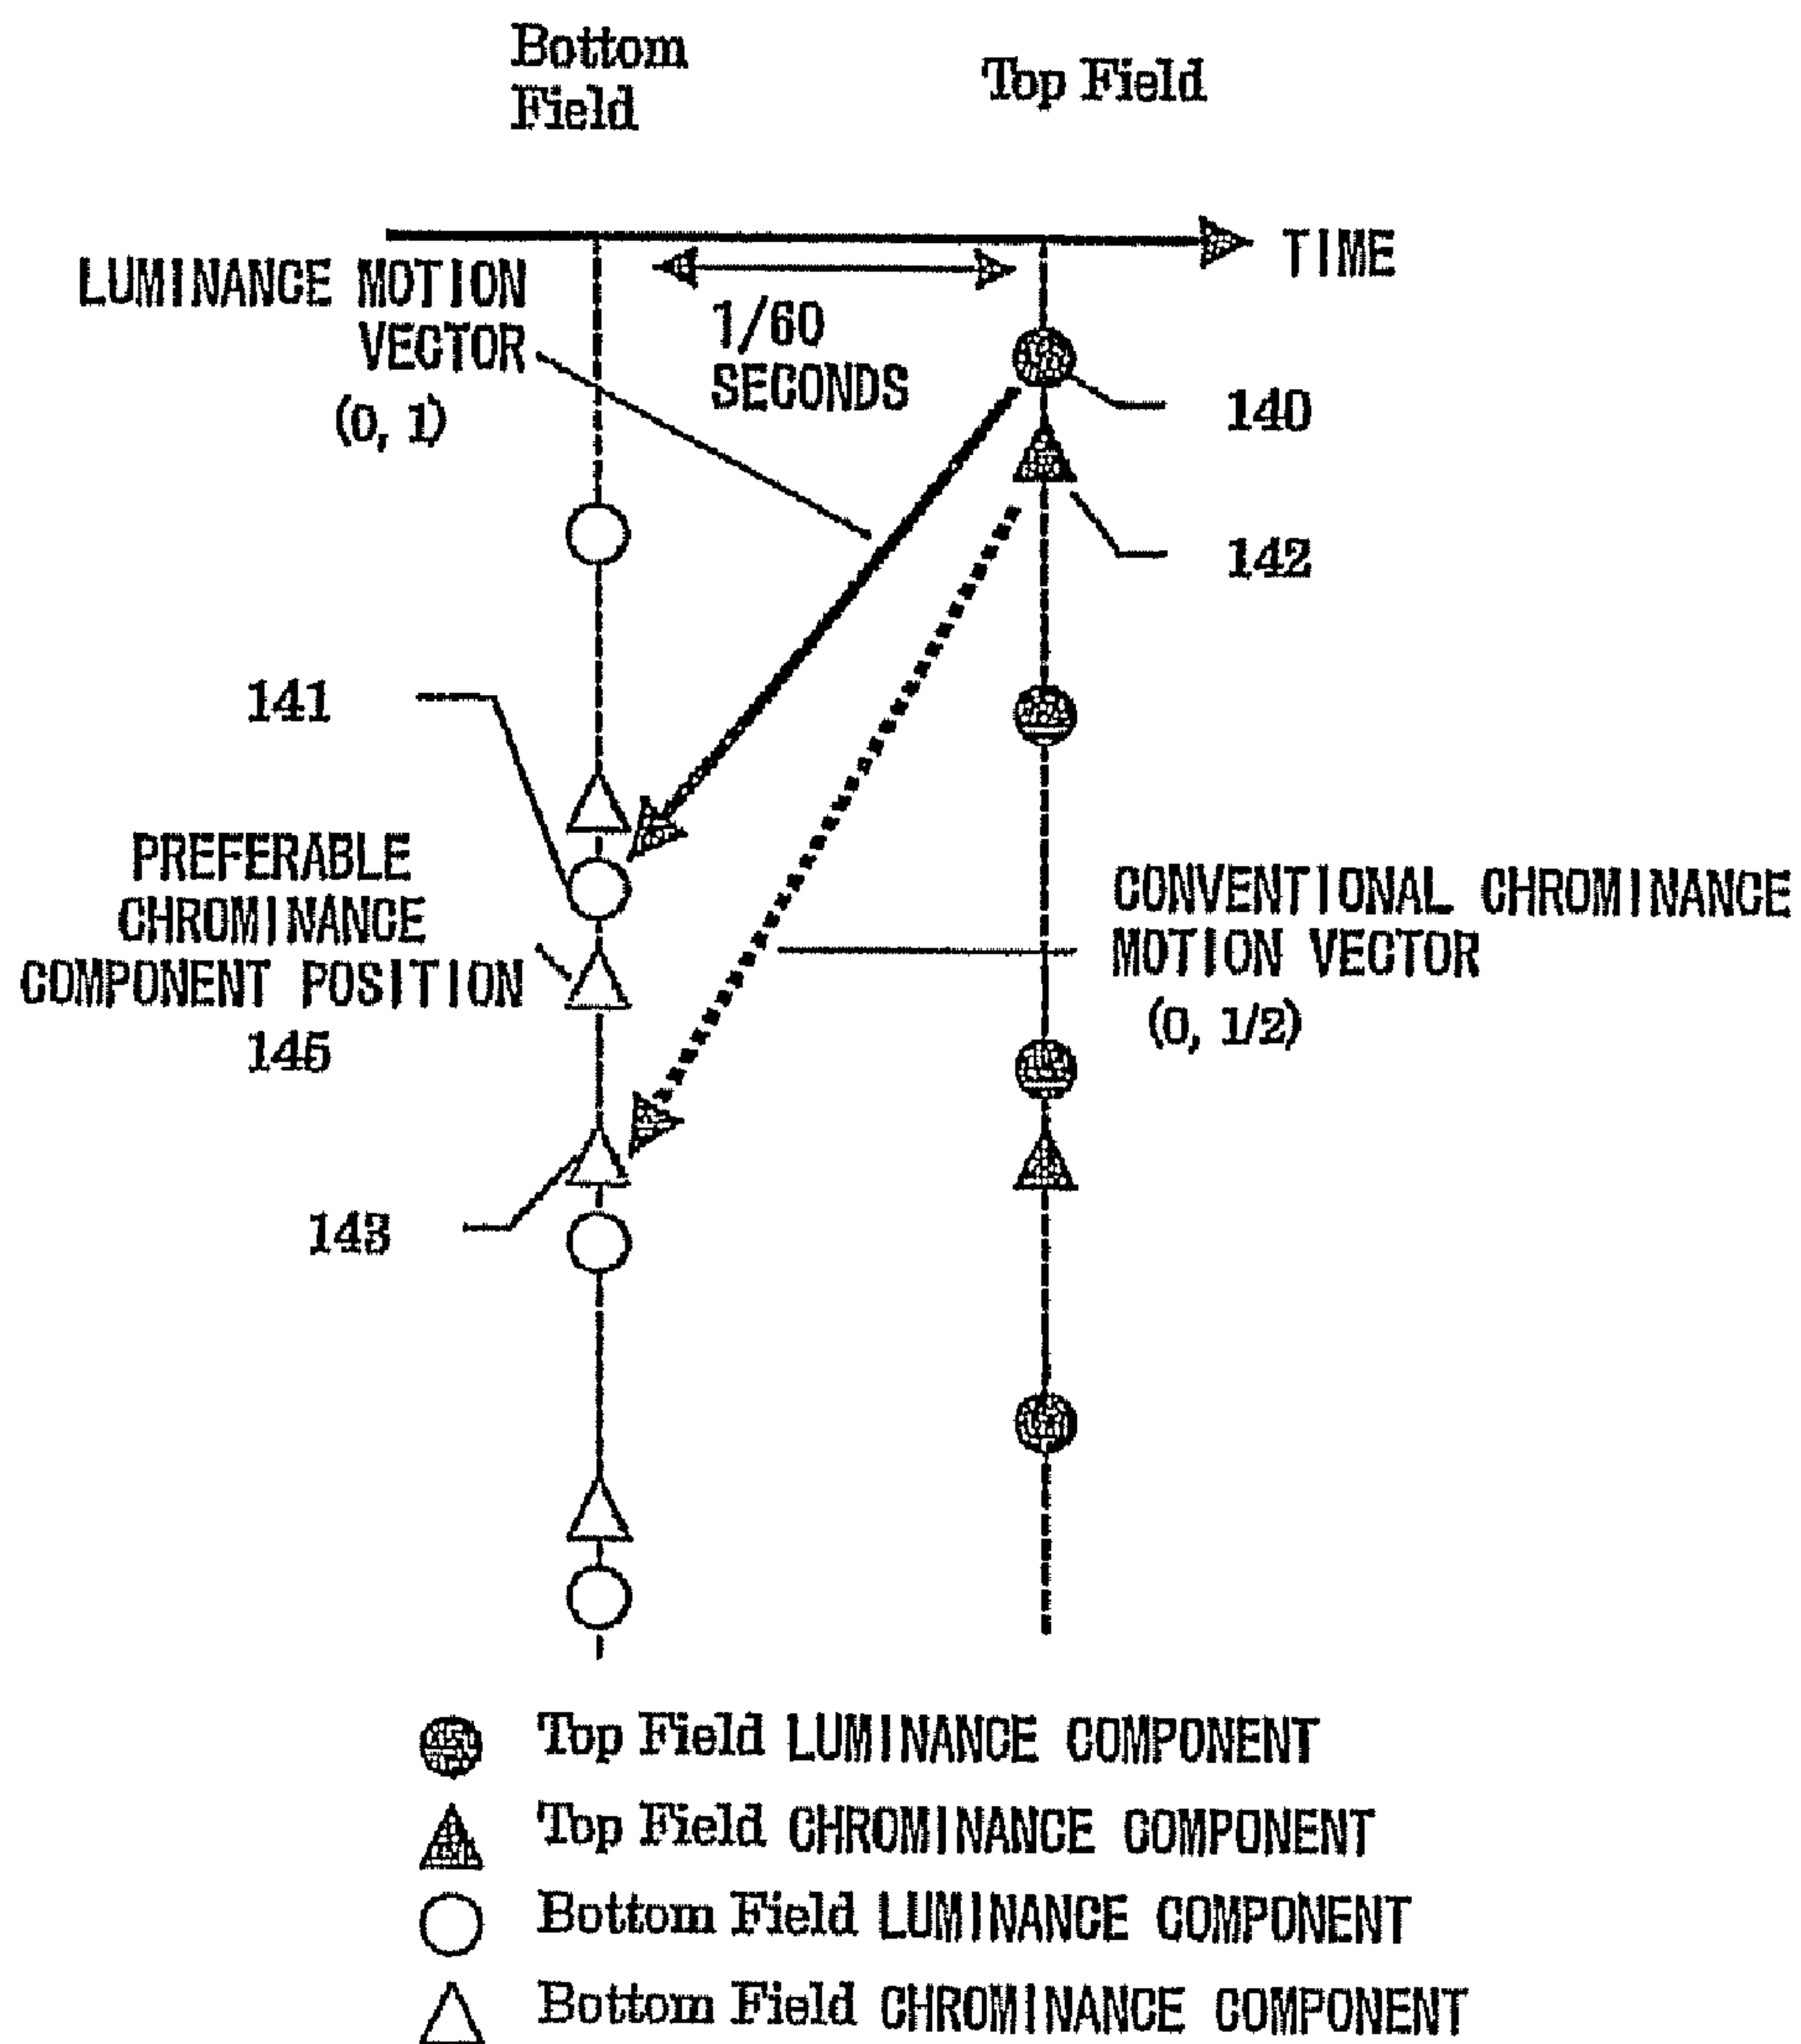 Bottom
Field
Top Field
TIME
LUMINANCE MOTION
VECTOR
(0, 1)
1/60
SECONDS
140
142
141
PREFERABLE
CHROMINANCE
COMPONENT POSITION
145
CONVENTIONAL CHROMINANCE
MOTION VECTOR
(0, 1/2)
143
Top Field LUMINANCE COMPONENT
Top Field CHROMINANCE COMPONENT
Bottom Field LUMINANCE COMPONENT
Bottom Field CHROMINANCE COMPONENT